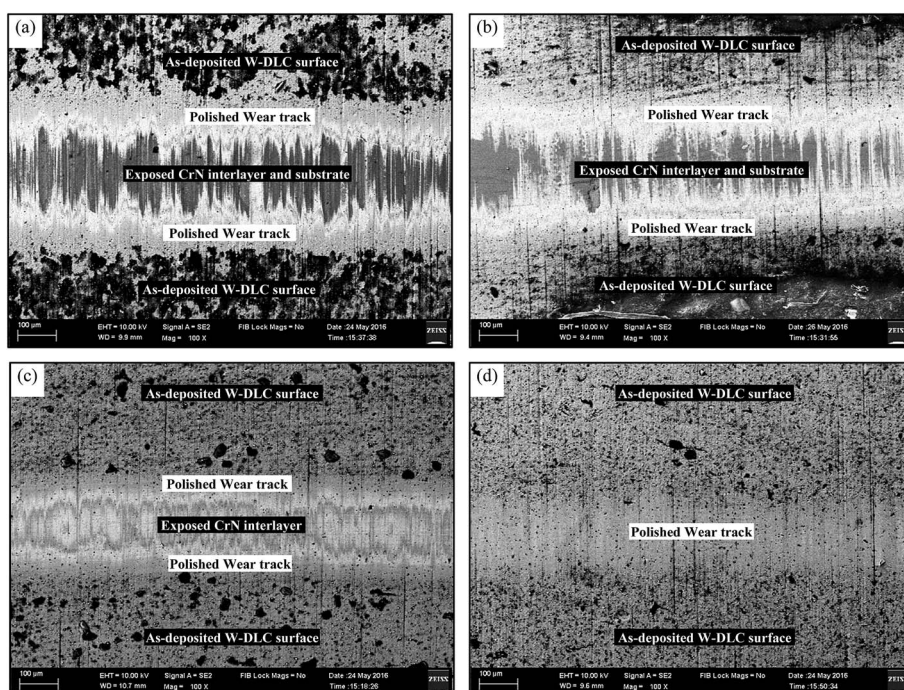 (a)
As-deposited W-DLC surface
Polished Wear track
Exposed CrN interlayer and substrate
Polished Wear track
As-deposited W-DLC surface
100 µm
EHT = 10.00 kV Signal A = SE2 FIB Lock Mags = No Date :24 May 2016
WD = 9.9 mm Mag = 100 X Time :15:37:38
ZEISS
(b)
As-deposited W-DLC surface
Polished Wear track
Exposed CrN interlayer and substrate
Polished Wear track
As-deposited W-DLC surface
100 µm
EHT = 10.00 kV Signal A = SE2 FIB Lock Mags = No Date :26 May 2016
WD = 9.4 mm Mag = 100 X Time :15:31:55
ZEISS
(c)
As-deposited W-DLC surface
Polished Wear track
Exposed CrN interlayer
Polished Wear track
As-deposited W-DLC surface
100 µm
EHT = 10.00 kV Signal A = SE2 FIB Lock Mags = No Date :24 May 2016
WD = 10.7 mm Mag = 100 X Time :15:18:26
ZEISS
(d)
As-deposited W-DLC surface
Polished Wear track
As-deposited W-DLC surface
100 µm
EHT = 10.00 kV Signal A = SE2 FIB Lock Mags = No Date :24 May 2016
WD = 9.6 mm Mag = 100 X Time :15:50:34
ZEISS